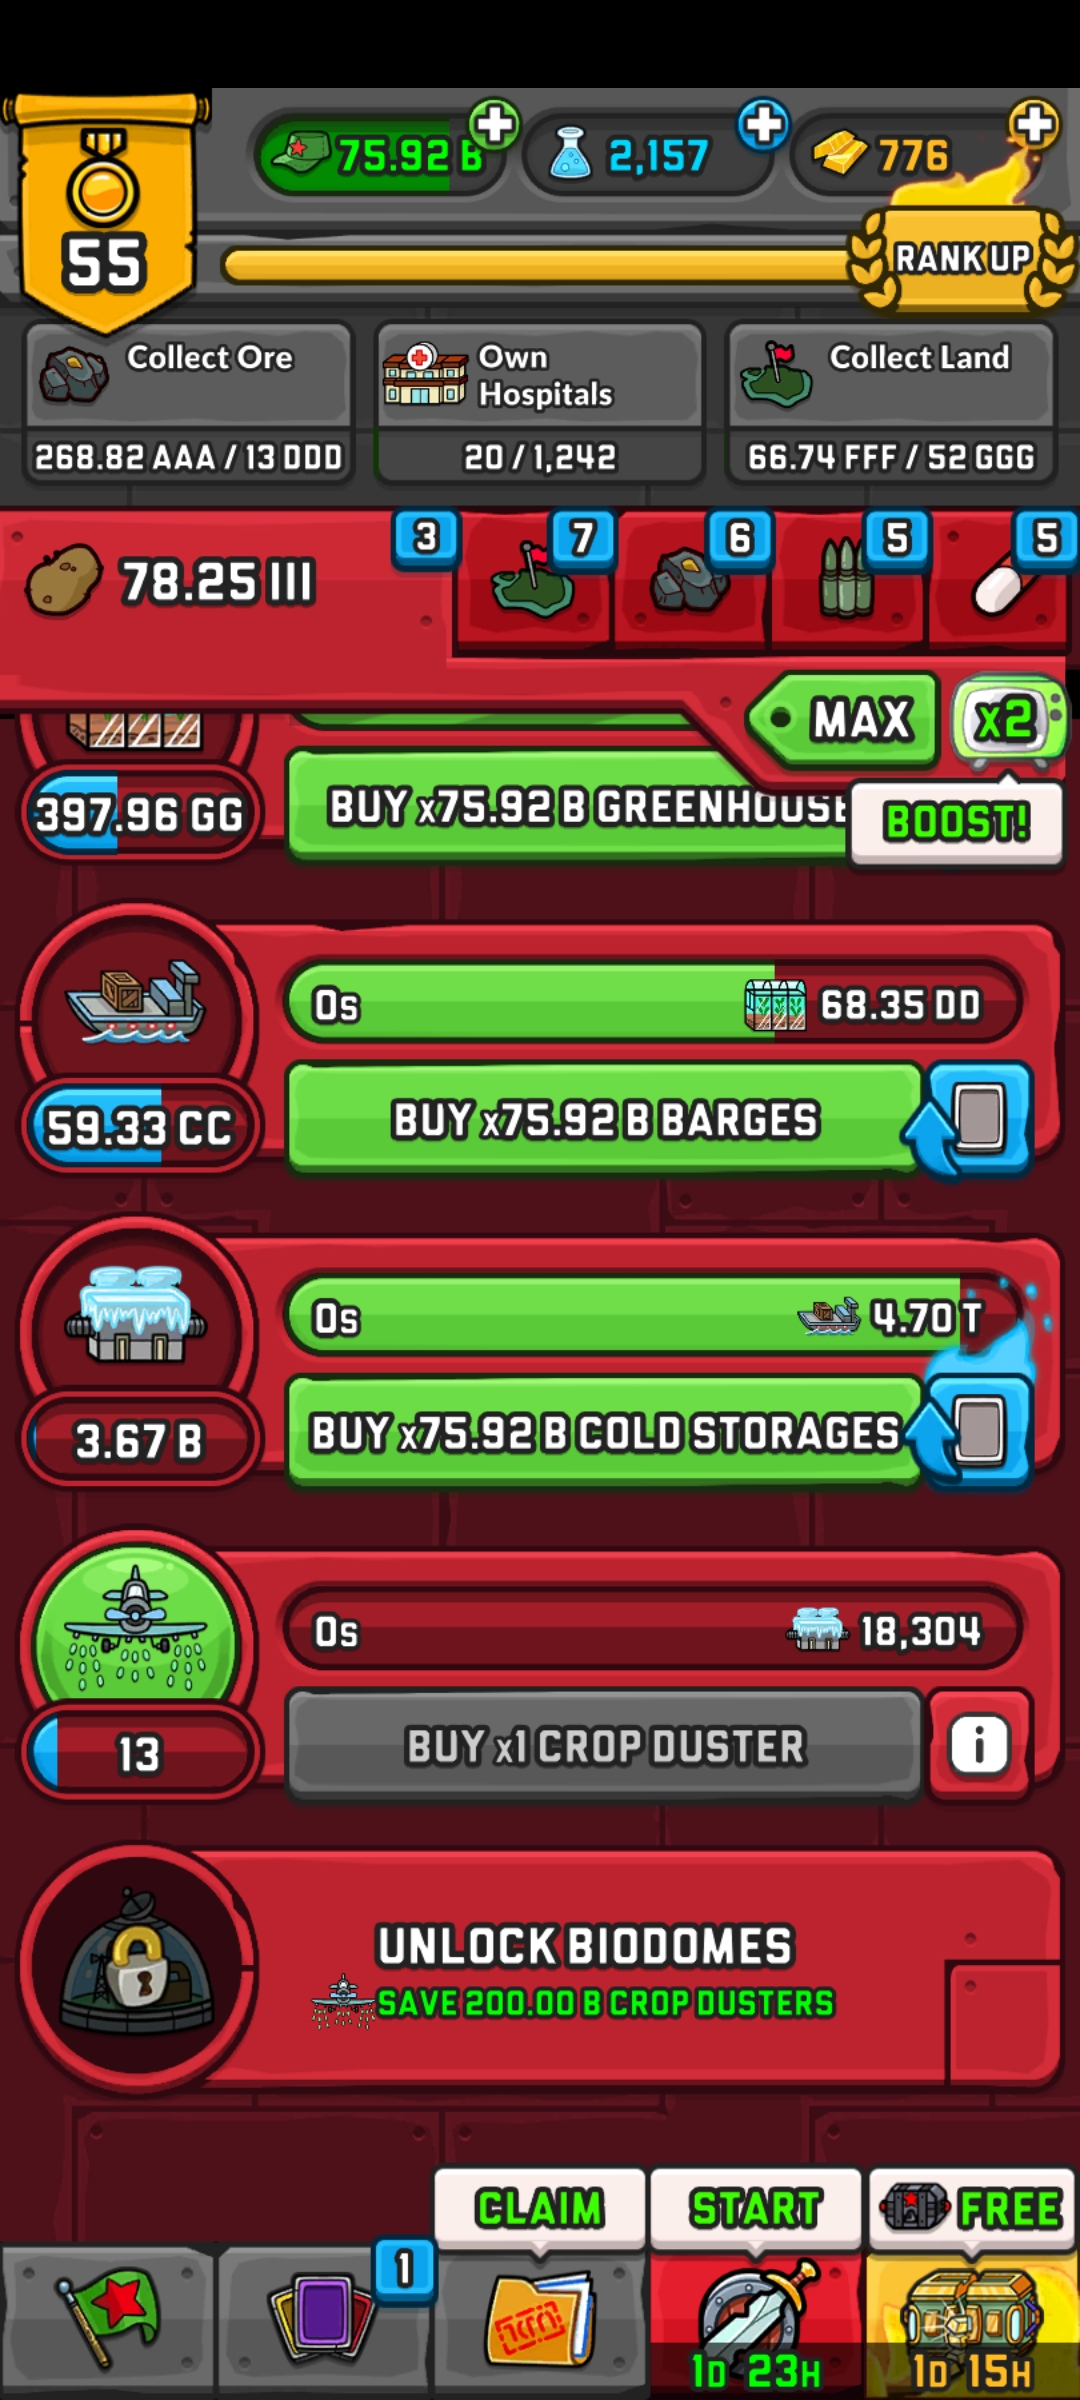 75.92 B
2,157
776
55
RANK UP
Collect Ore
268.82 AAA / 13 DDD
Own
Hospitals
20 / 1,242
Collect Land
66.74 FFF / 52 GGG
78.25 III
3
7
6
5
5
MAX
x2
BOOST!
397.96 GG
BUY x75.92 B GREENHOUSE
0s
68.35 DD
59.33 CC
BUY x75.92 B BARGES
0s
4.70 T
3.67 B
BUY x75.92 B COLD STORAGES
0s
18,304
13
BUY x1 CROP DUSTER
i
UNLOCK BIODOMES
SAVE 200.00 B CROP DUSTERS
CLAIM
START
FREE
1
1D 23H
1D 15H